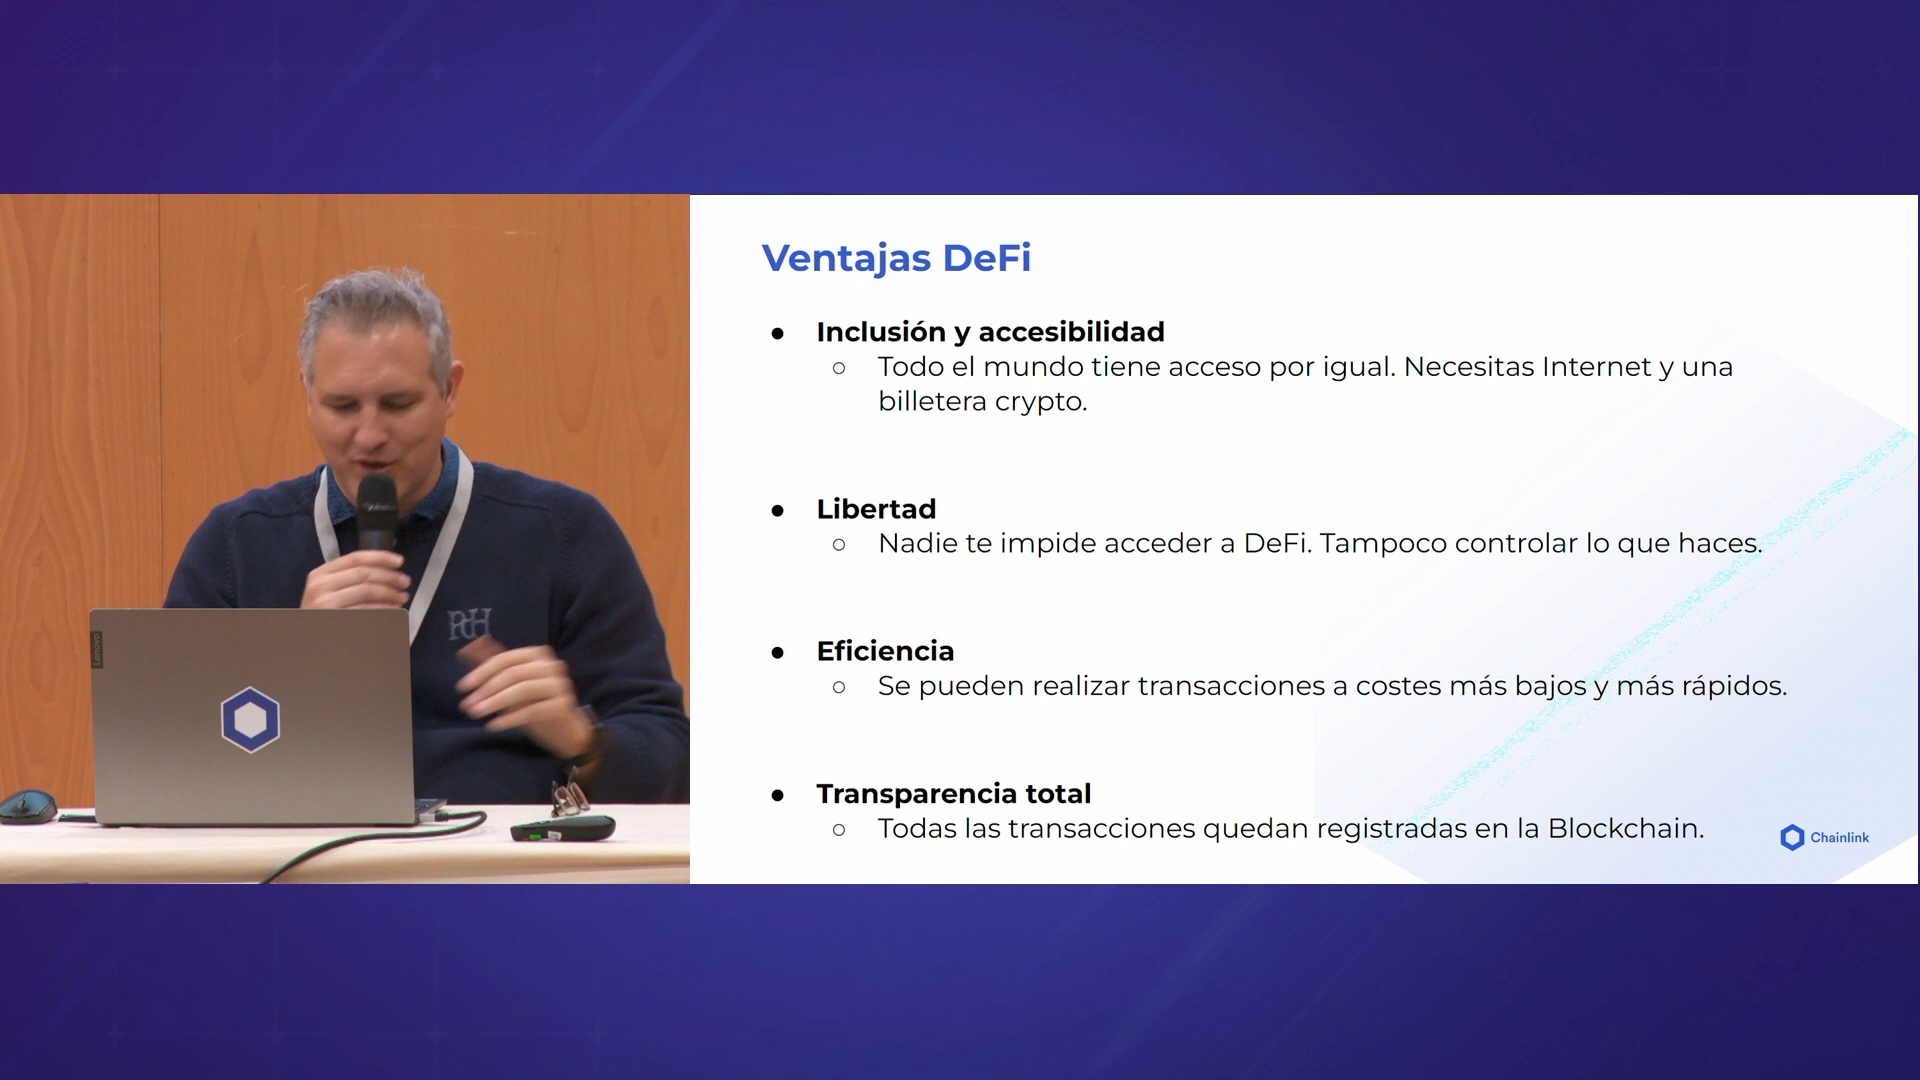 Ventajas DeFi
● Inclusión y accesibilidad
○ Todo el mundo tiene acceso por igual. Necesitas Internet y una
billetera crypto.
● Libertad
○ Nadie te impide acceder a DeFi. Tampoco controlar lo que haces.
● Eficiencia
○ Se pueden realizar transacciones a costes más bajos y más rápidos.
● Transparencia total
○ Todas las transacciones quedan registradas en la Blockchain.
Chainlink
Lenovo
PdH